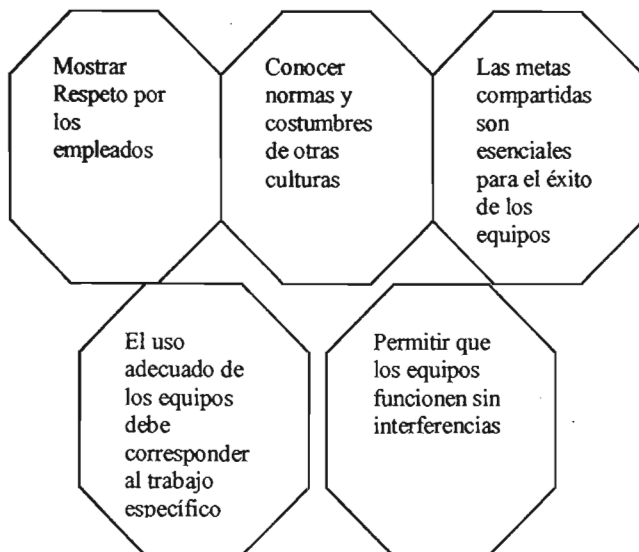 Mostrar
Respeto por
los
empleados
Conocer
normas y
costumbres
de otras
culturas
Las metas
compartidas
son
esenciales
para el éxito
de los
equipos
El uso
adecuado de
los equipos
debe
corresponder
al trabajo
específico
Permitir que
los equipos
funcionen sin
interferencias